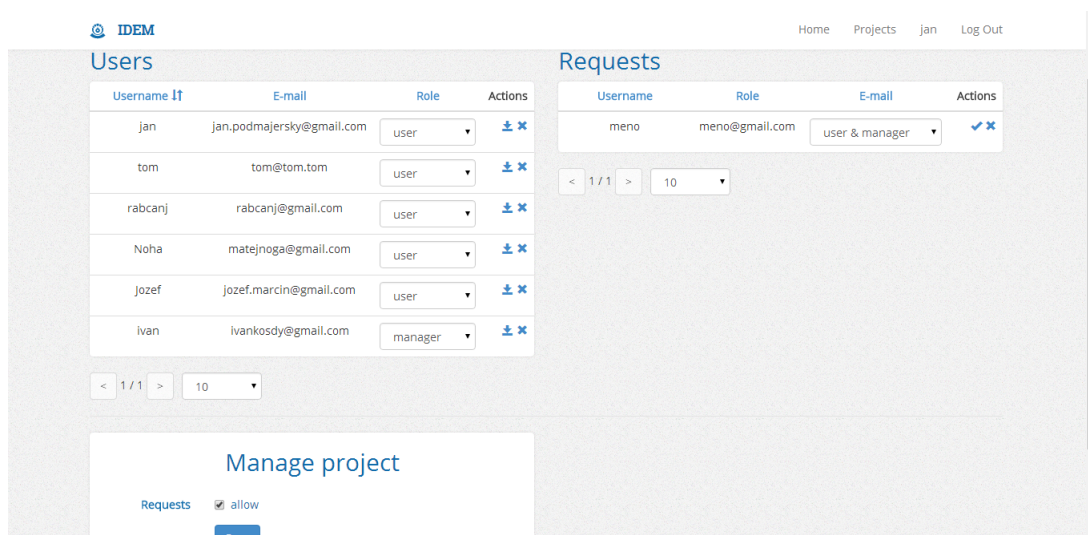 IDEM Home Projects jan Log Out
Users
Username E-mail Role Actions
jan jan.podmajersky@gmail.com user
tom tom@tom.tom user
rabcanj rabcanj@gmail.com user
Noha matejnoga@gmail.com user
Jozef jozef.marcin@gmail.com user
ivan ivankosdy@gmail.com manager
< 1 / 1 > 10
Requests
Username Role E-mail Actions
meno meno@gmail.com user & manager
< 1 / 1 > 10
Manage project
Requests allow